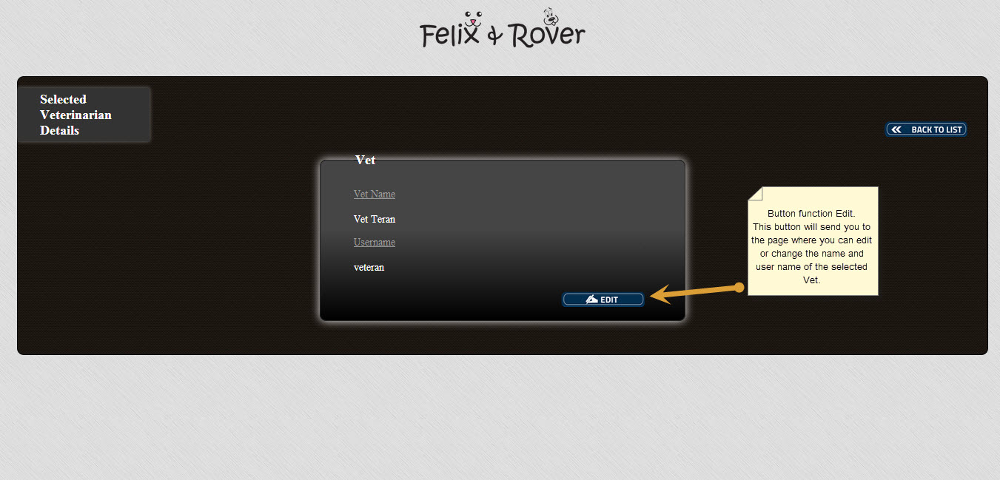 Felix & Rover
Selected
Veterinarian
Details
BACK TO LIST
Vet
Vet Name
Vet Teran
Username
veteran
EDIT
Button function Edit.
This button will send you to
the page where you can edit
or change the name and
user name of the selected
Vet.